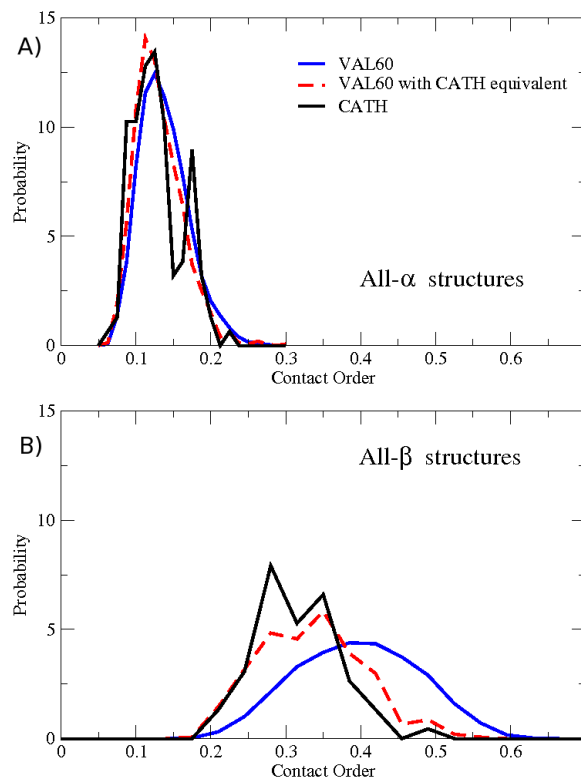 A)
15
10
5
0
Probability
VAL60
VAL60 with CATH equivalent
CATH
All-α structures
0 0.1 0.2 0.3 0.4 0.5 0.6
Contact Order
B)
15
10
5
0
Probability
All-β structures
0 0.1 0.2 0.3 0.4 0.5 0.6
Contact Order